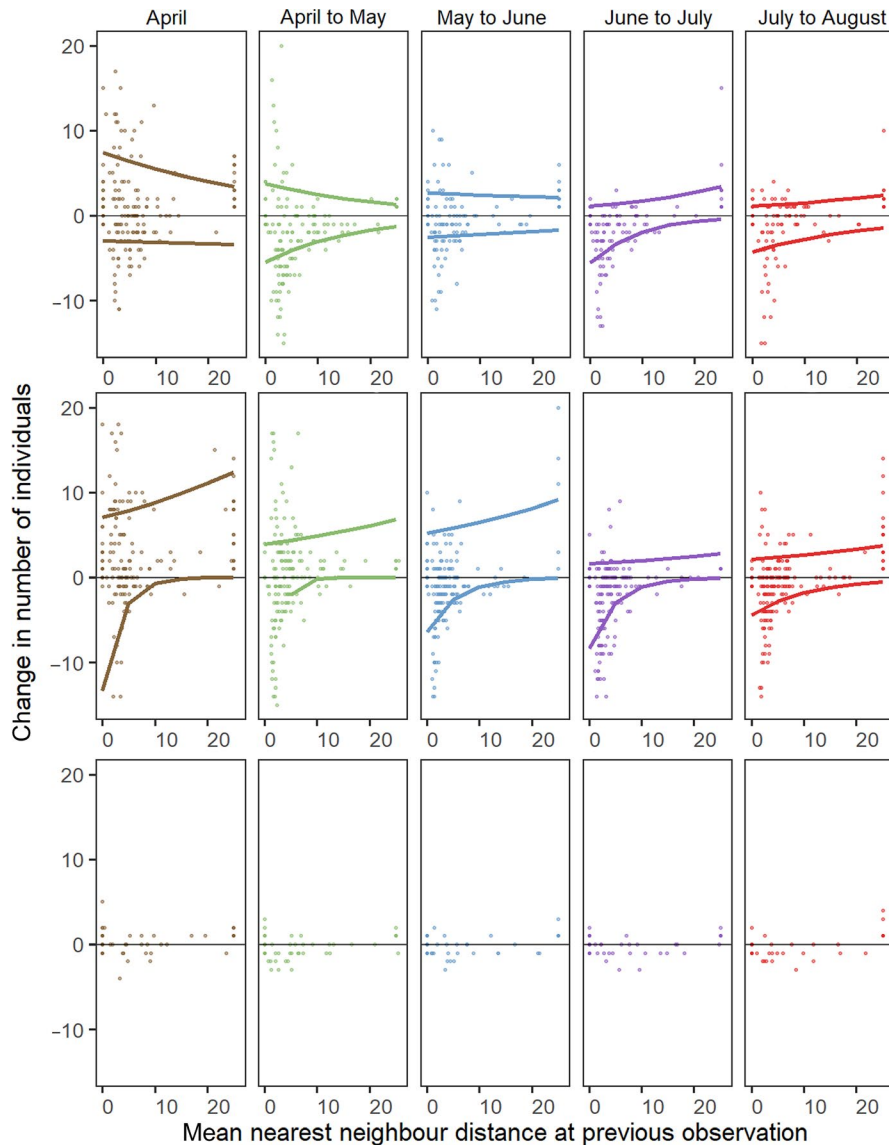 April April to May May to June June to July July to August
20
10
0
−10
0 10 20 0 10 20 0 10 20 0 10 20 0 10 20
Change in number of individuals
20
10
0
−10
0 10 20 0 10 20 0 10 20 0 10 20 0 10 20
20
10
0
−10
0 10 20 0 10 20 0 10 20 0 10 20 0 10 20
Mean nearest neighbour distance at previous observation